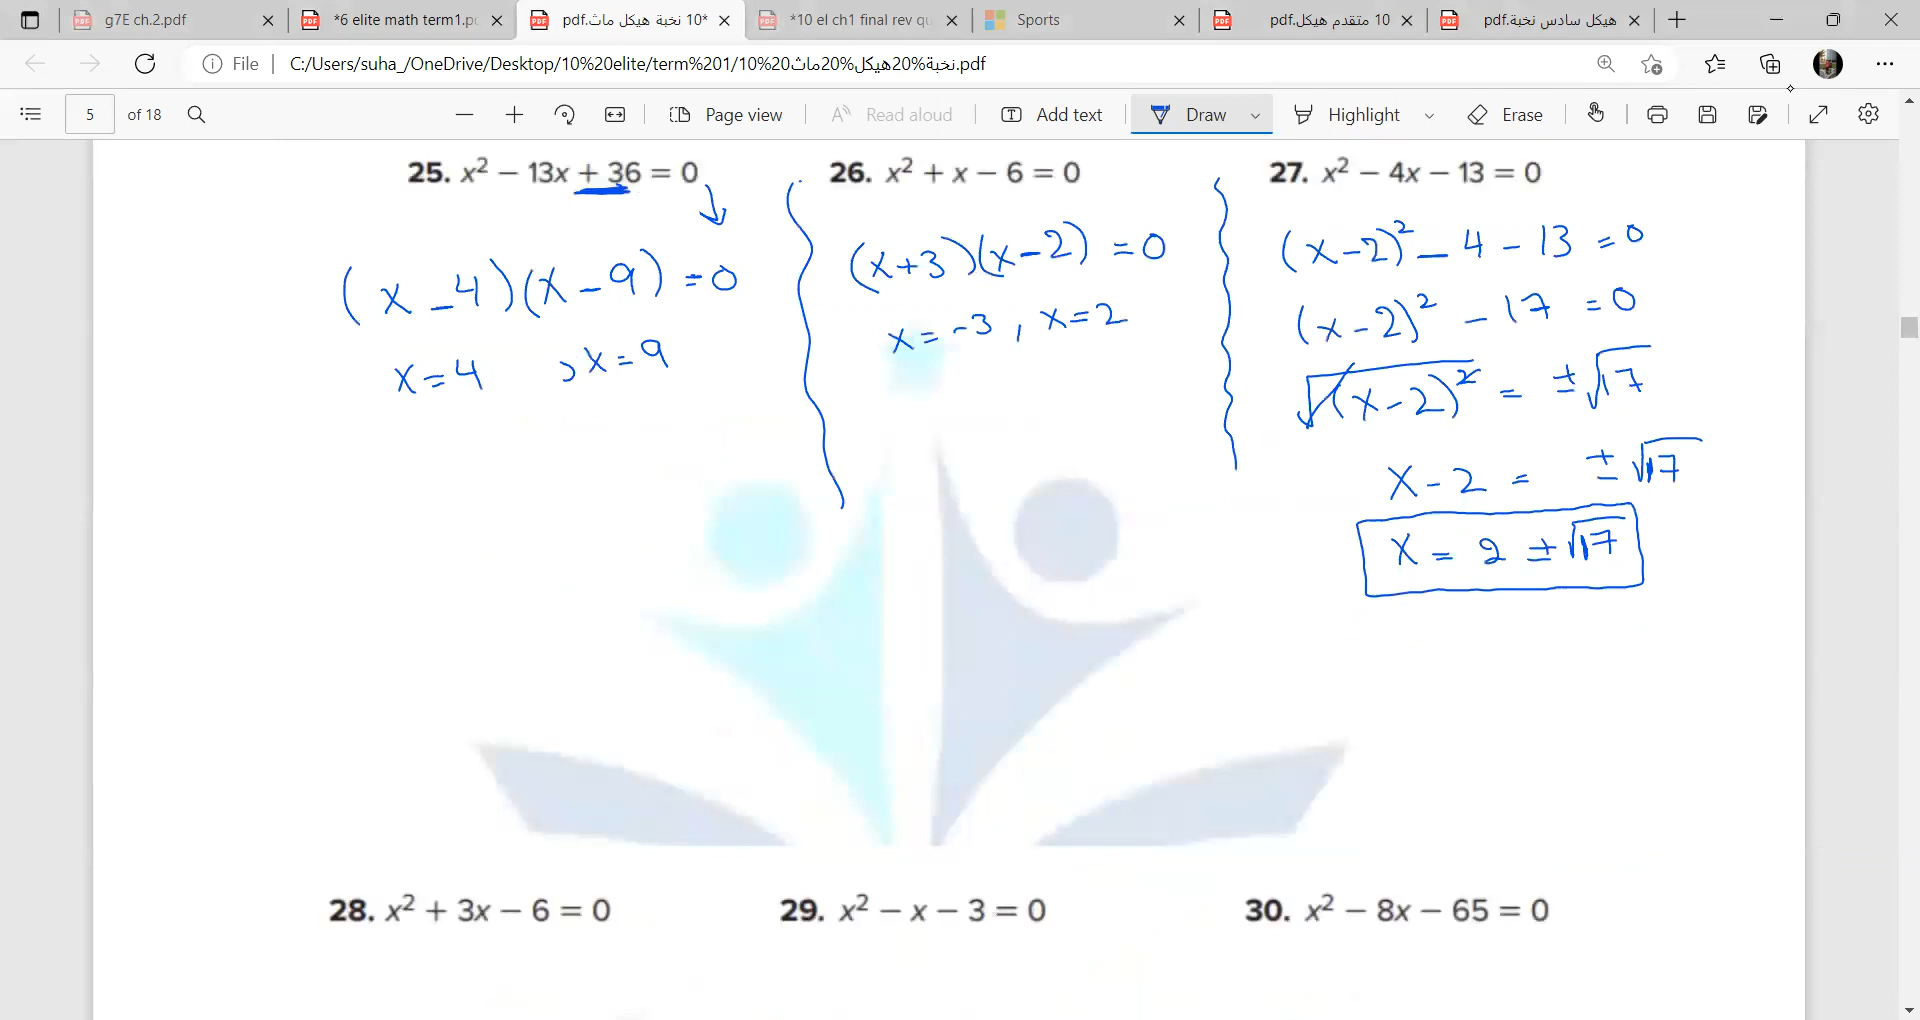 g7E ch.2.pdf
*6 elite math term1.pc
*10 نخبة هيكل ماث.pdf
*10 el ch1 final rev qu
Sports
10 متقدم هيكل.pdf
هيكل سادس نخبة.pdf
File
C:/Users/suha_/OneDrive/Desktop/10%20elite/term%201/10%20نخبة%20هيكل%20ماث.pdf
5 of 18
Page view
Read aloud
Add text
Draw
Highlight
Erase
25. x² − 13x + 36 = 0
(x − 4)(x − 9) = 0
x = 4 , x = 9
26. x² + x − 6 = 0
(x+3)(x−2) = 0
x = -3 , x = 2
27. x² − 4x − 13 = 0
(x−2)² − 4 − 13 = 0
(x−2)² − 17 = 0
√(x−2)² = ±√17
x − 2 = ±√17
x = 2 ±√17
28. x² + 3x − 6 = 0
29. x² − x − 3 = 0
30. x² − 8x − 65 = 0